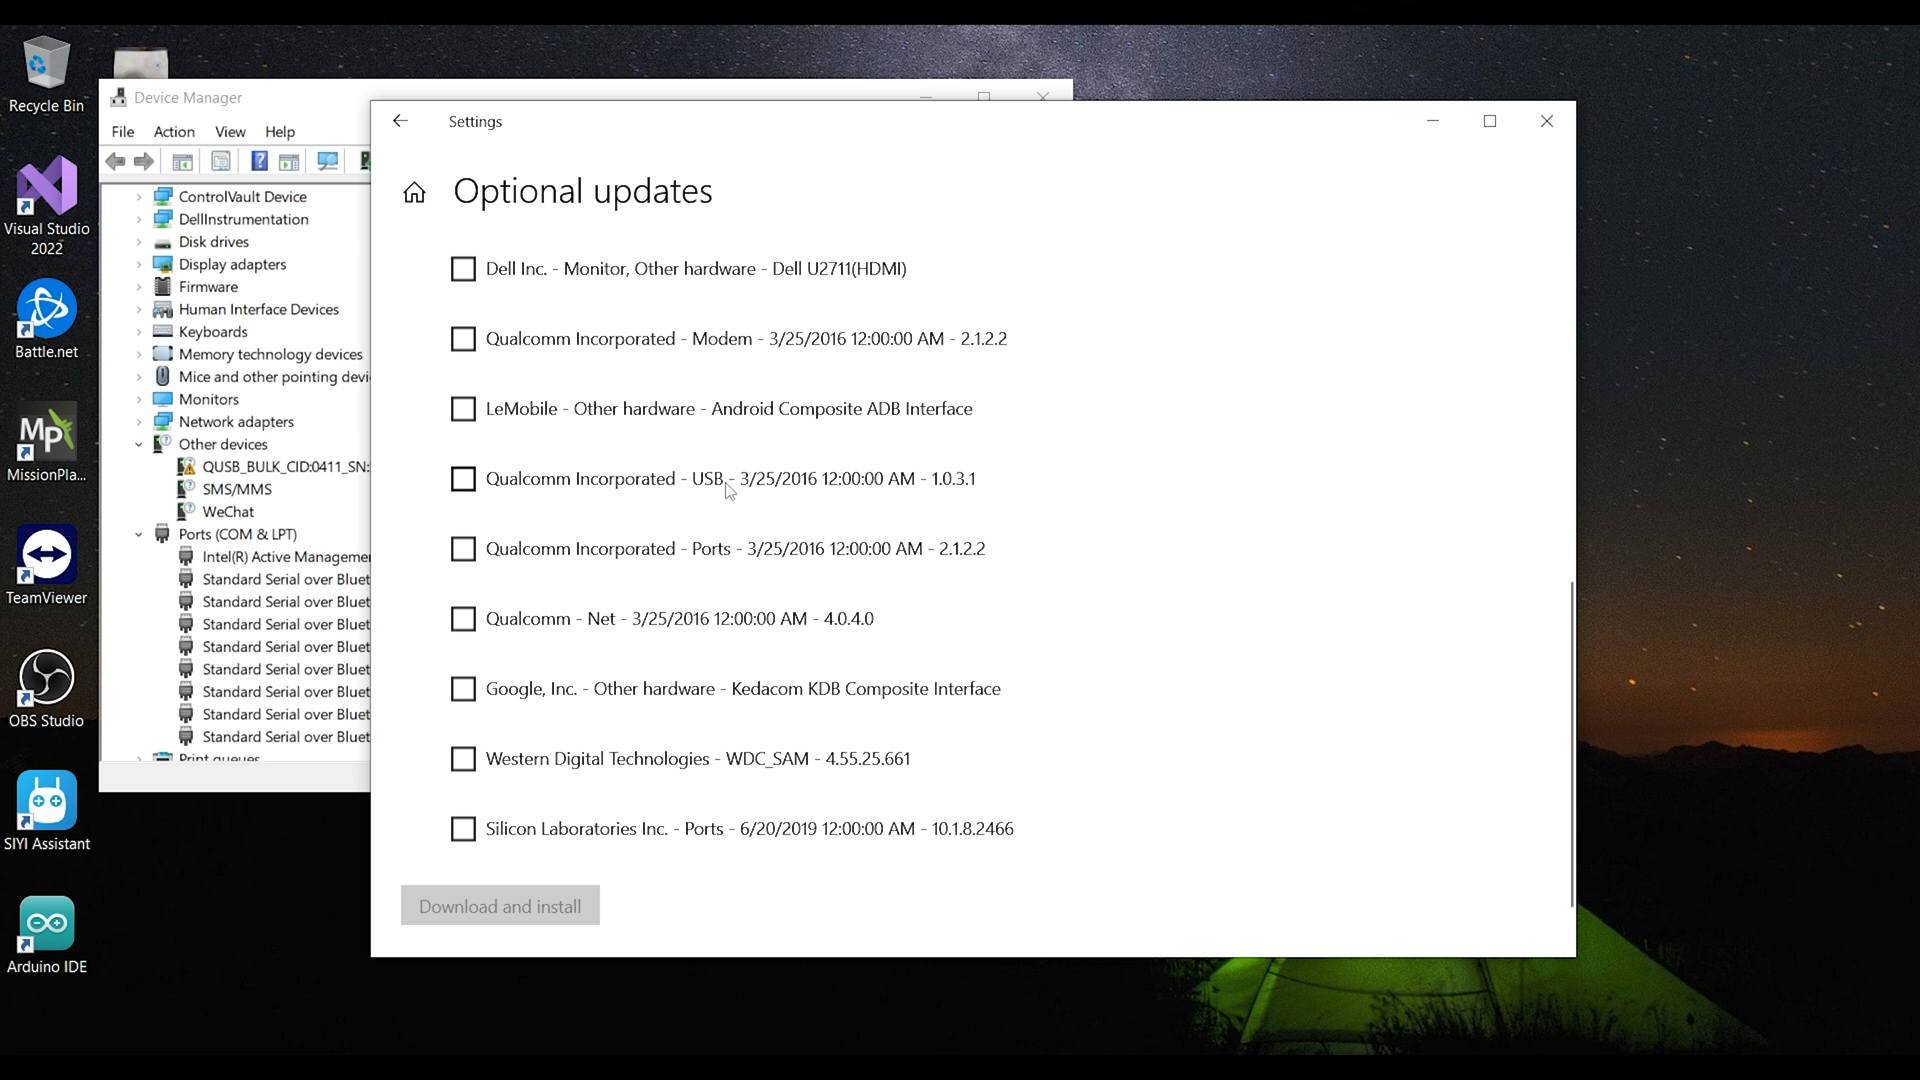 Recycle Bin
Visual Studio
2022
Battle.net
MissionPla...
TeamViewer
OBS Studio
SIYI Assistant
Arduino IDE
Device Manager
File Action View Help
ControlVault Device
DellInstrumentation
Disk drives
Display adapters
Firmware
Human Interface Devices
Keyboards
Memory technology devices
Mice and other pointing devi
Monitors
Network adapters
Other devices
QUSB_BULK_CID:0411_SN:
SMS/MMS
WeChat
Ports (COM & LPT)
Intel(R) Active Manageme
Standard Serial over Bluet
Standard Serial over Bluet
Standard Serial over Bluet
Standard Serial over Bluet
Standard Serial over Bluet
Standard Serial over Bluet
Standard Serial over Bluet
Standard Serial over Bluet
Print queues
Settings
Optional updates
Dell Inc. - Monitor, Other hardware - Dell U2711(HDMI)
Qualcomm Incorporated - Modem - 3/25/2016 12:00:00 AM - 2.1.2.2
LeMobile - Other hardware - Android Composite ADB Interface
Qualcomm Incorporated - USB - 3/25/2016 12:00:00 AM - 1.0.3.1
Qualcomm Incorporated - Ports - 3/25/2016 12:00:00 AM - 2.1.2.2
Qualcomm - Net - 3/25/2016 12:00:00 AM - 4.0.4.0
Google, Inc. - Other hardware - Kedacom KDB Composite Interface
Western Digital Technologies - WDC_SAM - 4.55.25.661
Silicon Laboratories Inc. - Ports - 6/20/2019 12:00:00 AM - 10.1.8.2466
Download and install